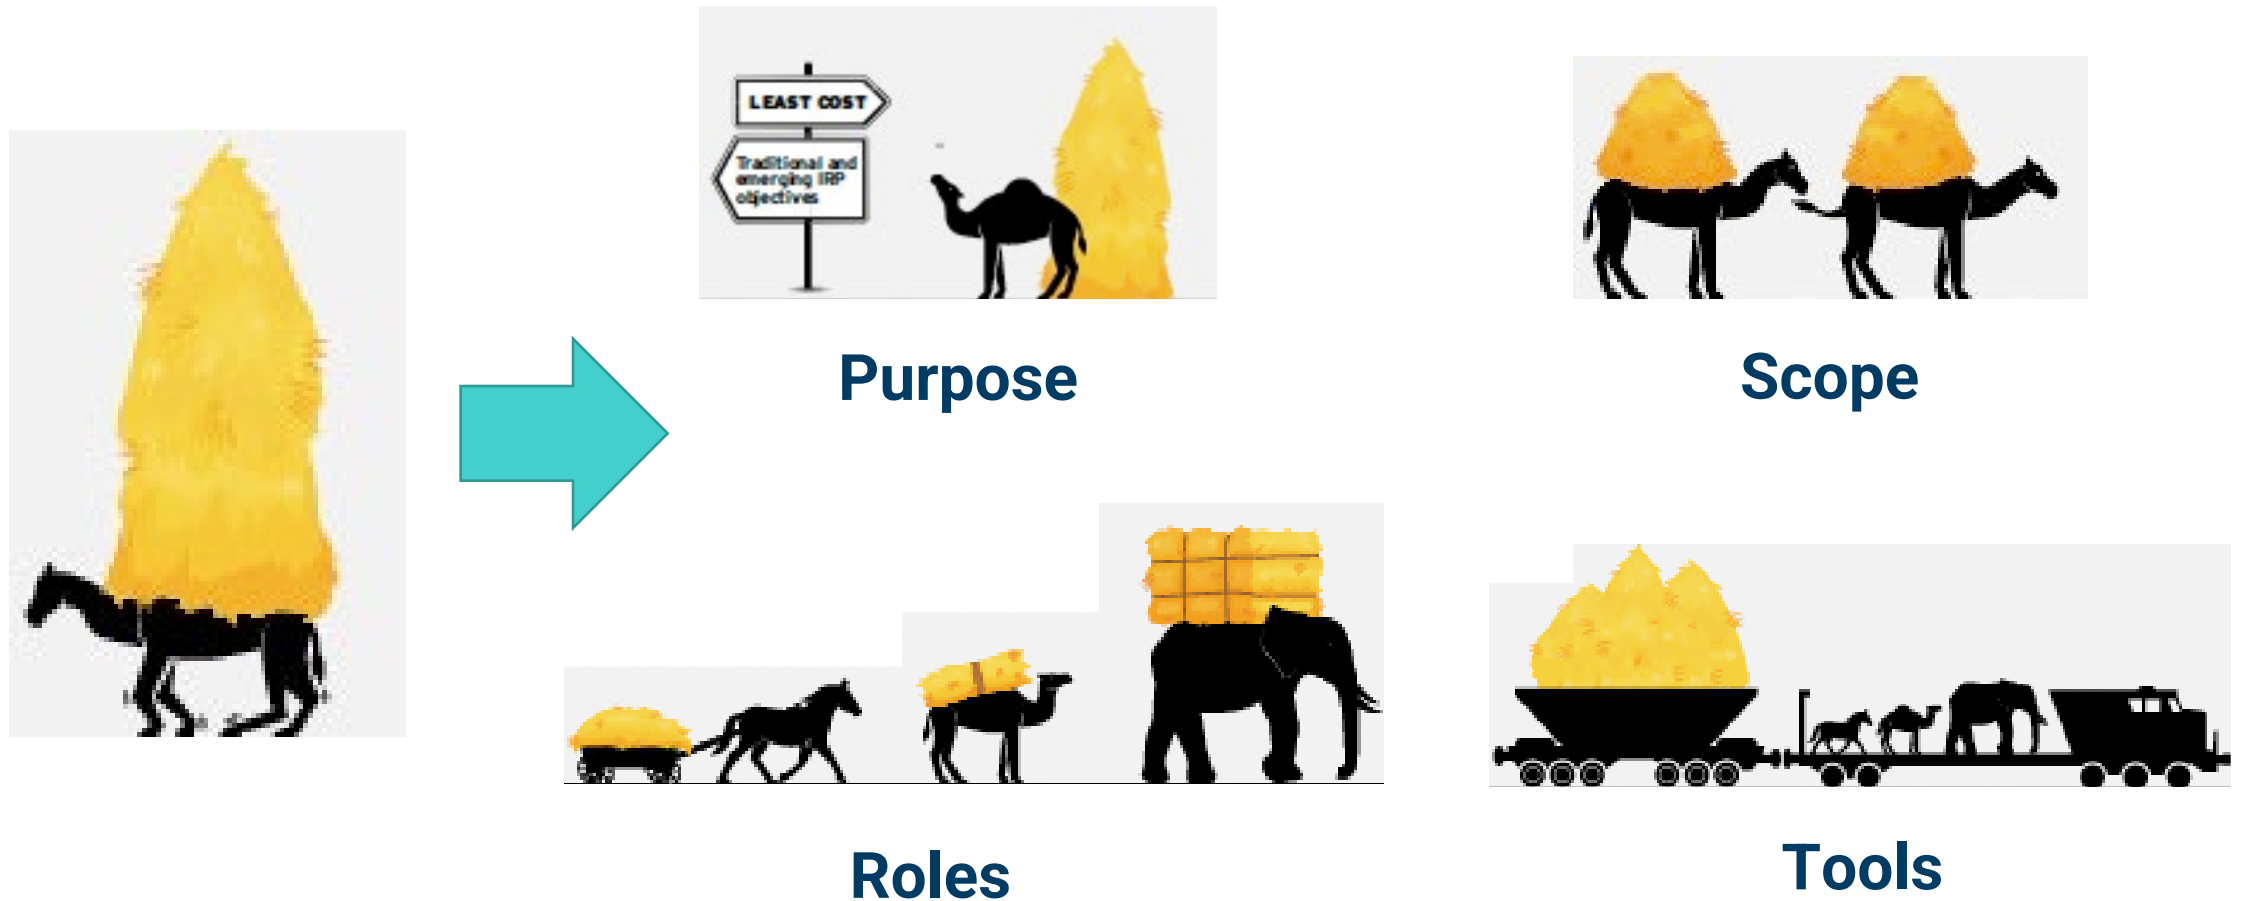 LEAST COST
Traditional and
emerging IRP
objectives
Purpose
Scope
Roles
Tools